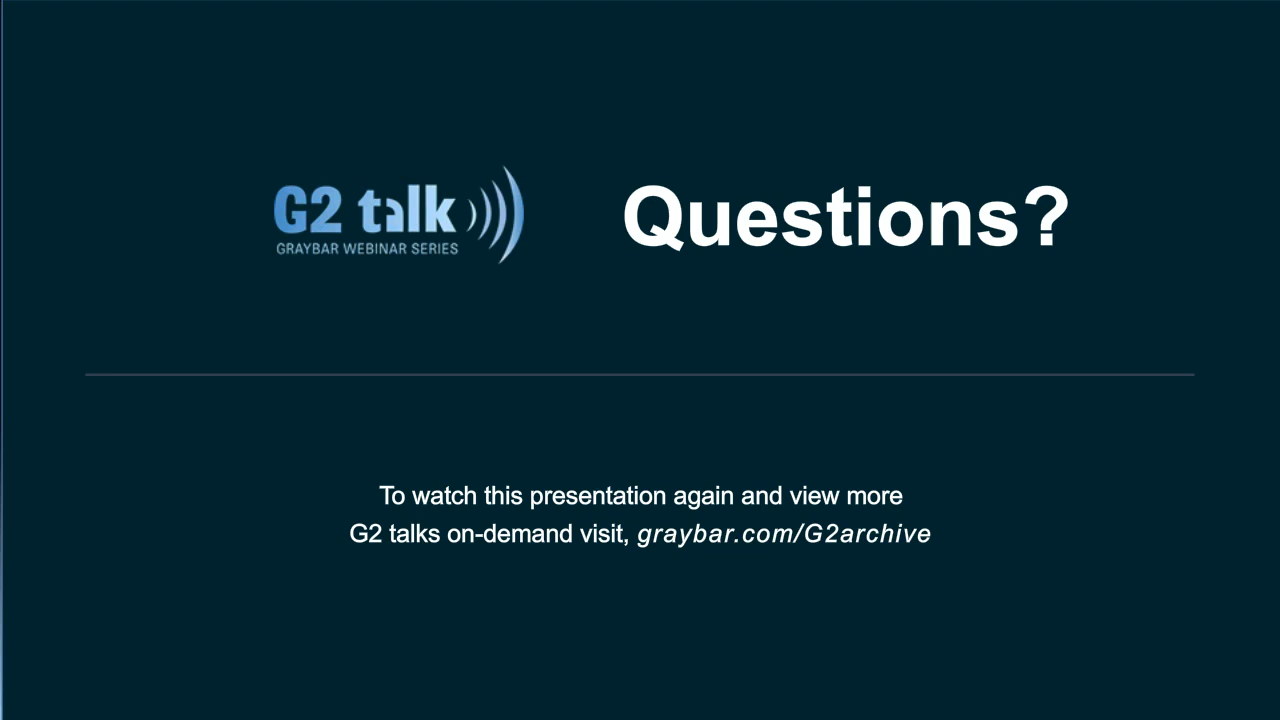 G2 talk
GRAYBAR WEBINAR SERIES
Questions?
To watch this presentation again and view more
G2 talks on-demand visit, graybar.com/G2archive